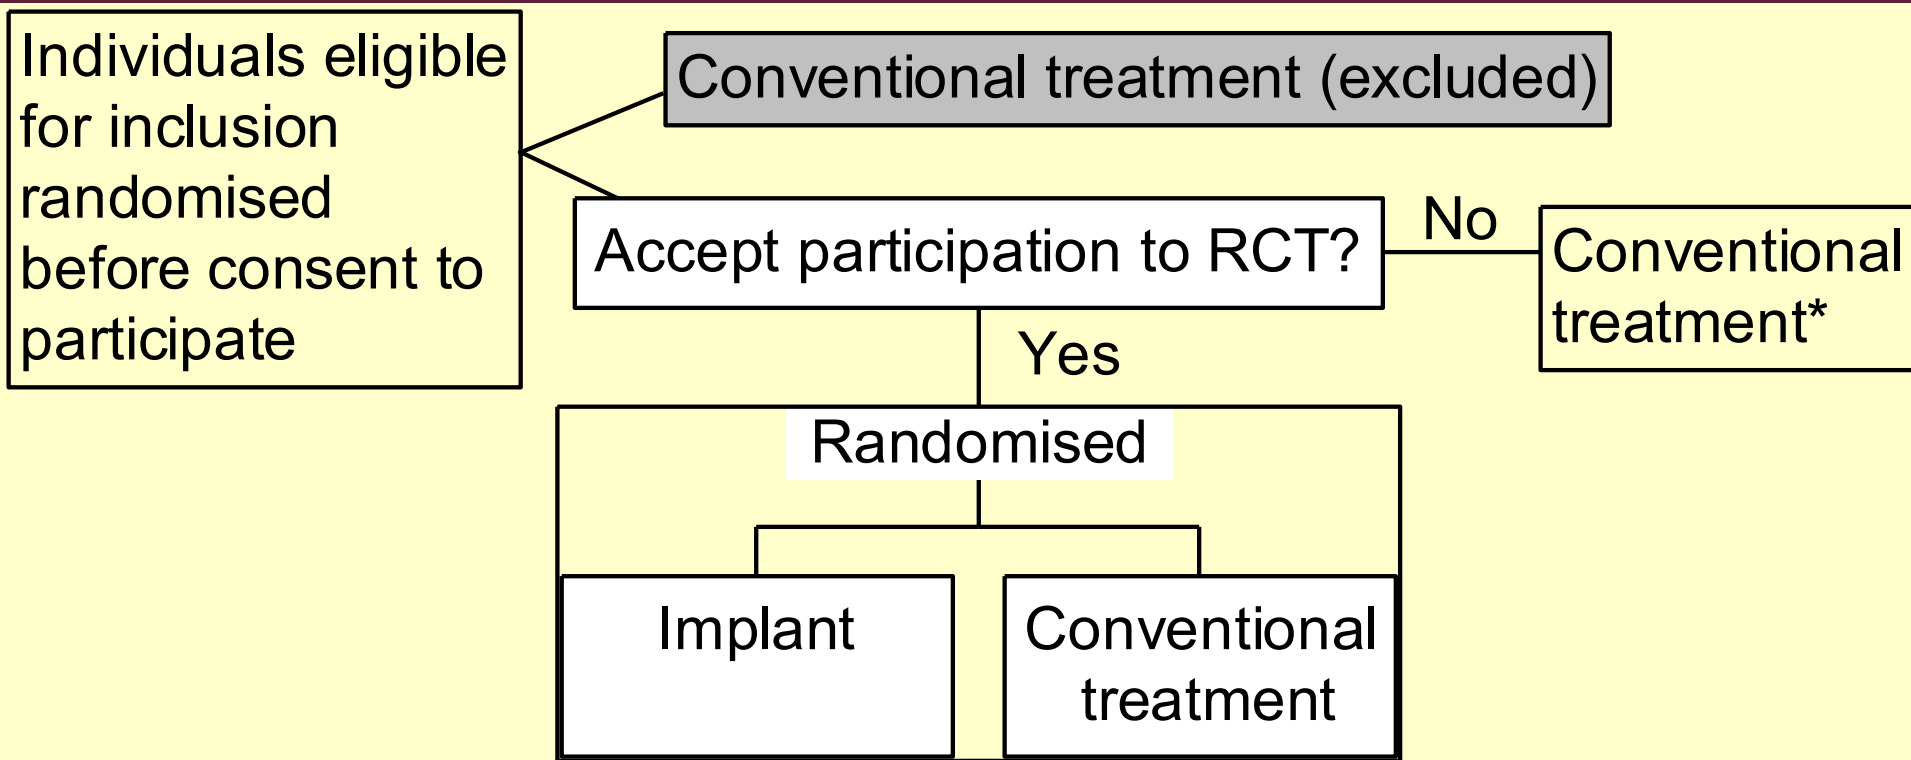 Individuals eligible
for inclusion
randomised
before consent to
participate
Conventional treatment (excluded)
Accept participation to RCT?
No
Conventional
treatment*
Yes
Randomised
Implant
Conventional
treatment